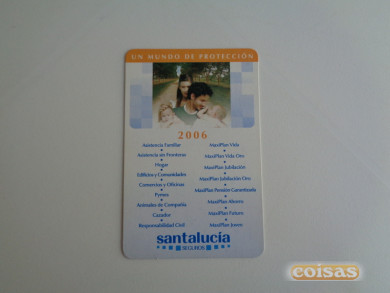 UN MUNDO DE PROTECCIÓN
2006
Asistencia Familiar
Asistencia sin Fronteras
Hogar
Edificios y Comunidades
Comercios y Oficinas
Pymes
Animales de Compañía
Cazador
Responsabilidad Civil
MaxiPlan Vida
MaxiPlan Vida Oro
MaxiPlan Jubilación
MaxiPlan Jubilación Oro
MaxiPlan Pensión Garantizada
MaxiPlan Ahorro
MaxiPlan Futuro
MaxiPlan Joven
santalucía
SEGUROS
coisas